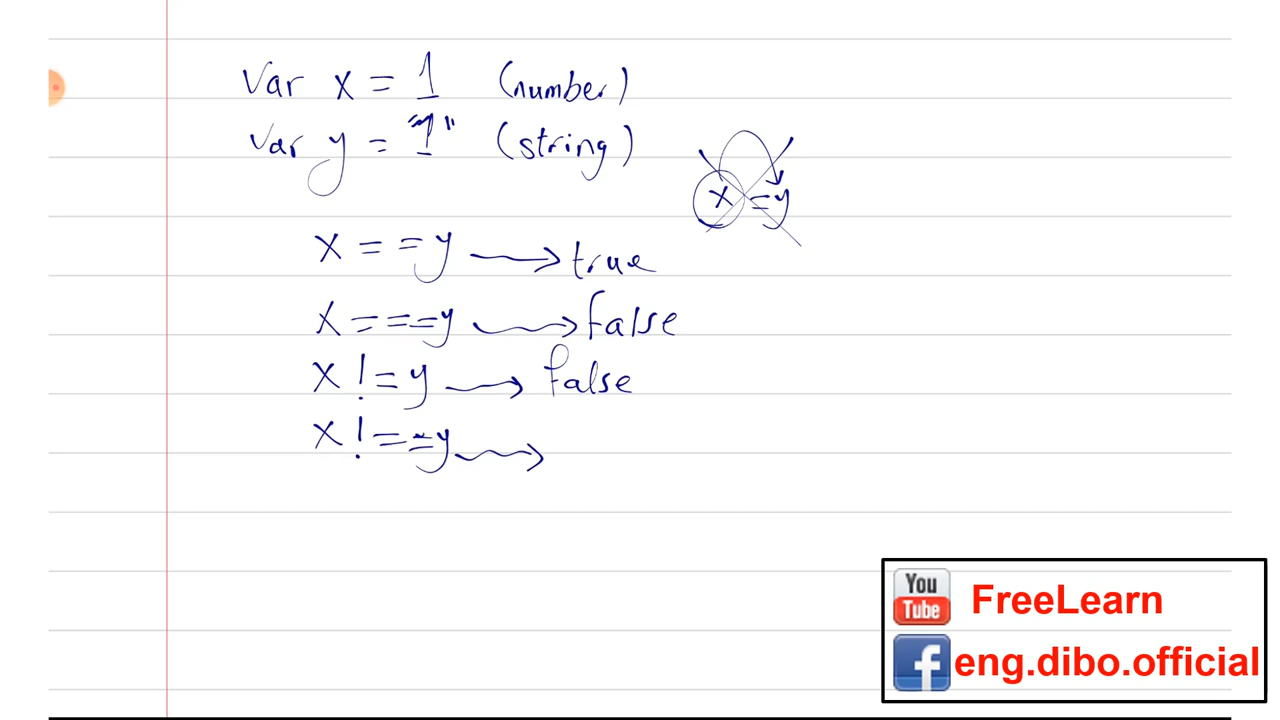 Var x = 1 (number)
var y = "1" (string)
x = y
x == y → true
x === y → false
x != y → false
x !== y →
You Tube FreeLearn
f eng.dibo.official